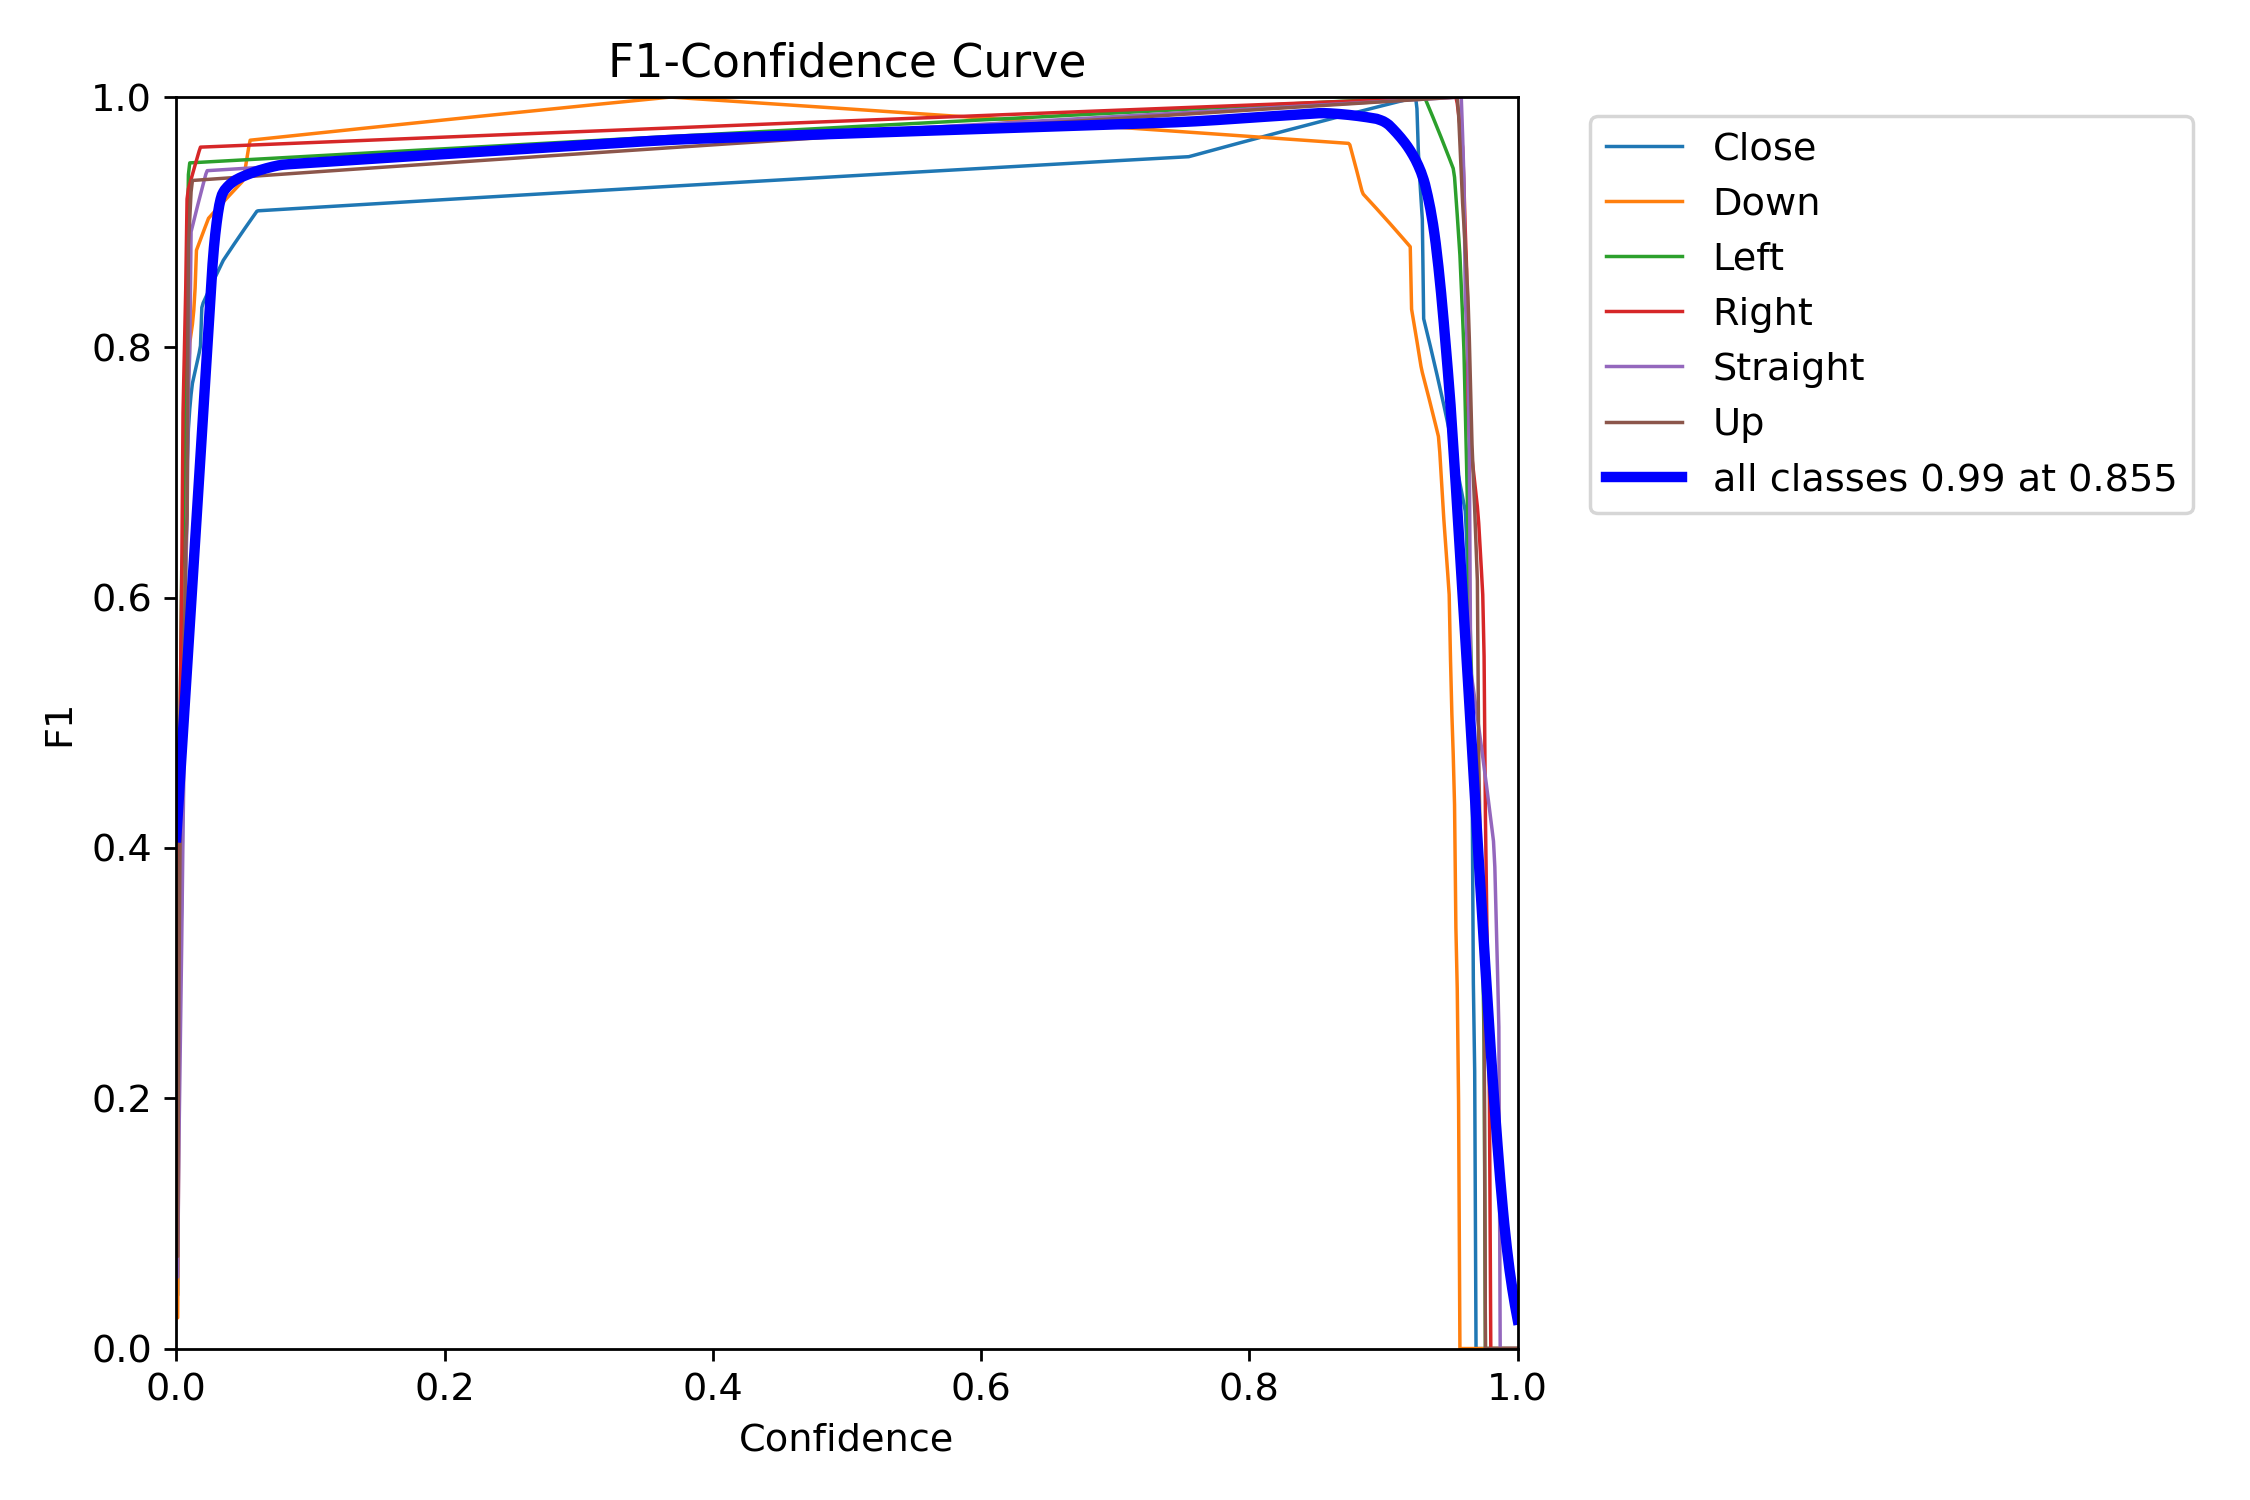 F1-Confidence Curve
1.0
0.8
0.6
0.4
0.2
0.0
F1
0.0 0.2 0.4 0.6 0.8 1.0
Confidence
Close
Down
Left
Right
Straight
Up
all classes 0.99 at 0.855